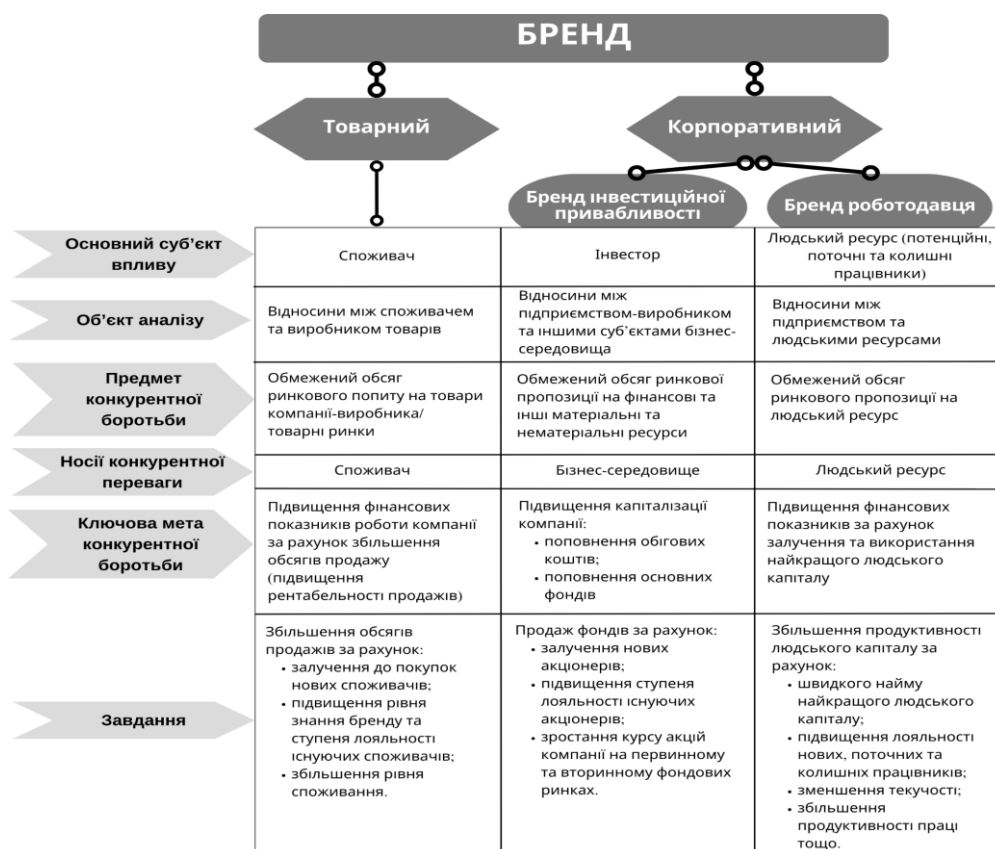 БРЕНД
Товарний
Корпоративний
Бренд інвестиційної
привабливості
Бренд роботодавця
Основний суб’єкт
впливу
Споживач
Інвестор
Людський ресурс (потенційні,
поточні та колишні
працівники)
Об’єкт аналізу
Відносини між споживачем
та виробником товарів
Відносини між
підприємством-виробником
та іншими суб’єктами бізнес-
середовища
Відносини між
підприємством та
людськими ресурсами
Предмет
конкурентної
боротьби
Обмежений обсяг
ринкового попиту на товари
компанії-виробника/
товарні ринки
Обмежений обсяг ринкової
пропозиції на фінансові та
інші матеріальні та
нематеріальні ресурси
Обмежений обсяг
ринкового пропозиції на
людський ресурс
Носії конкурентної
переваги
Споживач
Бізнес-середовище
Людський ресурс
Ключова мета
конкурентної
боротьби
Підвищення фінансових
показників роботи компанії
за рахунок збільшення
обсягів продажу
(підвищення
рентабельності продажів)
Підвищення капіталізації
компанії:
• поповнення обігових
коштів;
• поповнення основних
фондів
Підвищення фінансових
показників за рахунок
залучення та використання
найкращого людського
капіталу
Завдання
Збільшення обсягів
продажів за рахунок:
• залучення до покупок
нових споживачів;
• підвищення рівня
знання бренду та
ступеня лояльності
існуючих споживачів;
• збільшення рівня
споживання.
Продаж фондів за рахунок:
• залучення нових
акціонерів;
• підвищення ступеня
лояльності існуючих
акціонерів;
• зростання курсу акцій
компанії на первинному
та вторинному фондових
ринках.
Збільшення продуктивності
людського капіталу за
рахунок:
• швидкого найму
найкращого людського
капіталу;
• підвищення лояльності
нових, поточних та
колишніх працівників;
• зменшення текучості;
• збільшення
продуктивності праці
тощо.